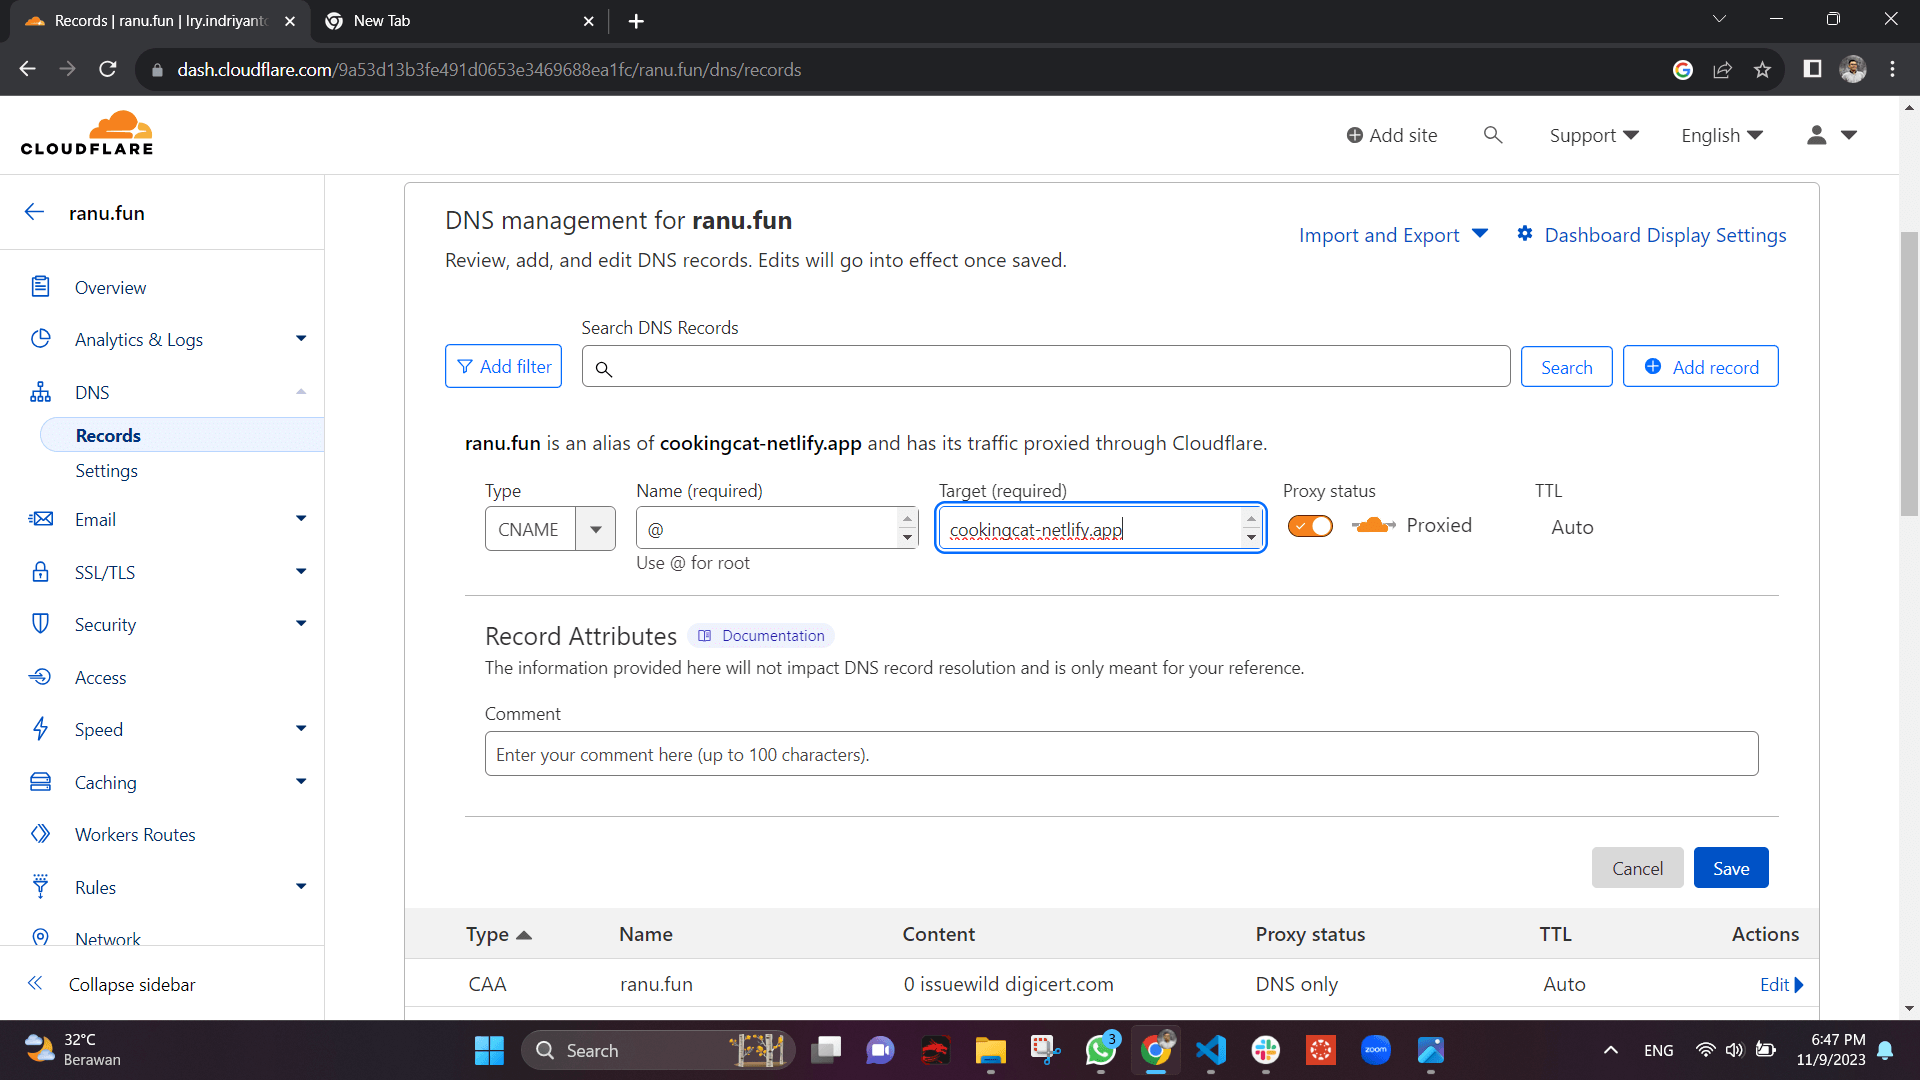 Records | ranu.fun | Iry.indriyanto
New Tab
dash.cloudflare.com/9a53d13b3fe491d0653e3469688ea1fc/ranu.fun/dns/records
CLOUDFLARE
Add site
Support
English
ranu.fun
Overview
Analytics & Logs
DNS
Records
Settings
Email
SSL/TLS
Security
Access
Speed
Caching
Workers Routes
Rules
Network
Collapse sidebar
DNS management for ranu.fun
Review, add, and edit DNS records. Edits will go into effect once saved.
Import and Export
Dashboard Display Settings
Search DNS Records
Add filter
Search
Add record
ranu.fun is an alias of cookingcat-netlify.app and has its traffic proxied through Cloudflare.
Type Name (required) Target (required) Proxy status TTL
CNAME @ cookingcat-netlify.app Proxied Auto
Use @ for root
Record Attributes Documentation
The information provided here will not impact DNS record resolution and is only meant for your reference.
Comment
Enter your comment here (up to 100 characters).
Cancel Save
Type Name Content Proxy status TTL Actions
CAA ranu.fun 0 issuewild digicert.com DNS only Auto Edit
32°C
Berawan
Search
3
zoom
ENG
6:47 PM
11/9/2023